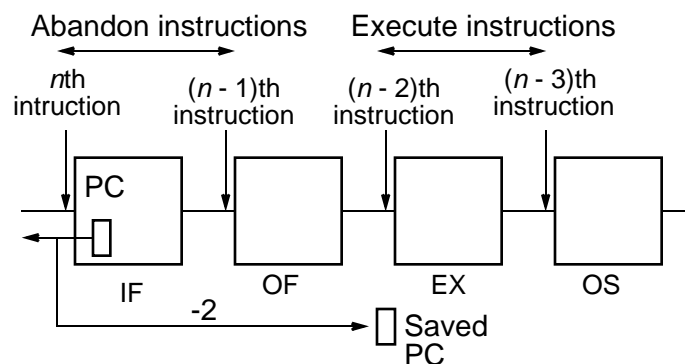 Abandon instructions
Execute instructions
nth
intruction
(n - 1)th
instruction
(n - 2)th
instruction
(n - 3)th
instruction
PC
IF
OF
EX
OS
-2
Saved
PC